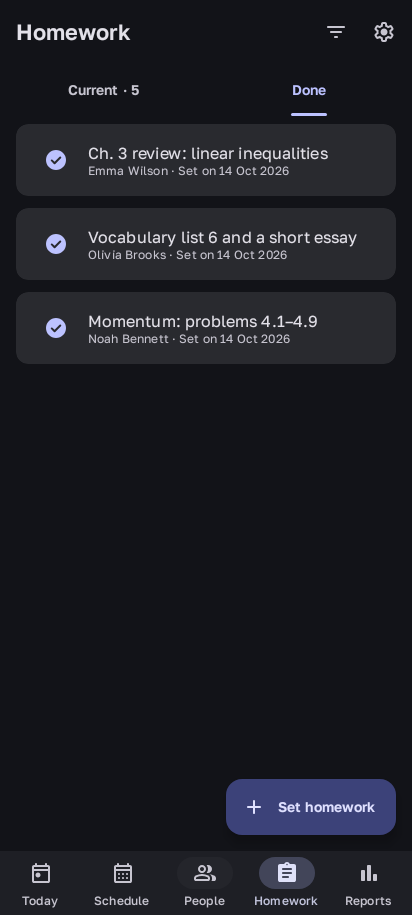 Homework
Current · 5
Done
Ch. 3 review: linear inequalities
Emma Wilson · Set on 14 Oct 2026
Vocabulary list 6 and a short essay
Olivia Brooks · Set on 14 Oct 2026
Momentum: problems 4.1–4.9
Noah Bennett · Set on 14 Oct 2026
Set homework
Today
Schedule
People
Homework
Reports